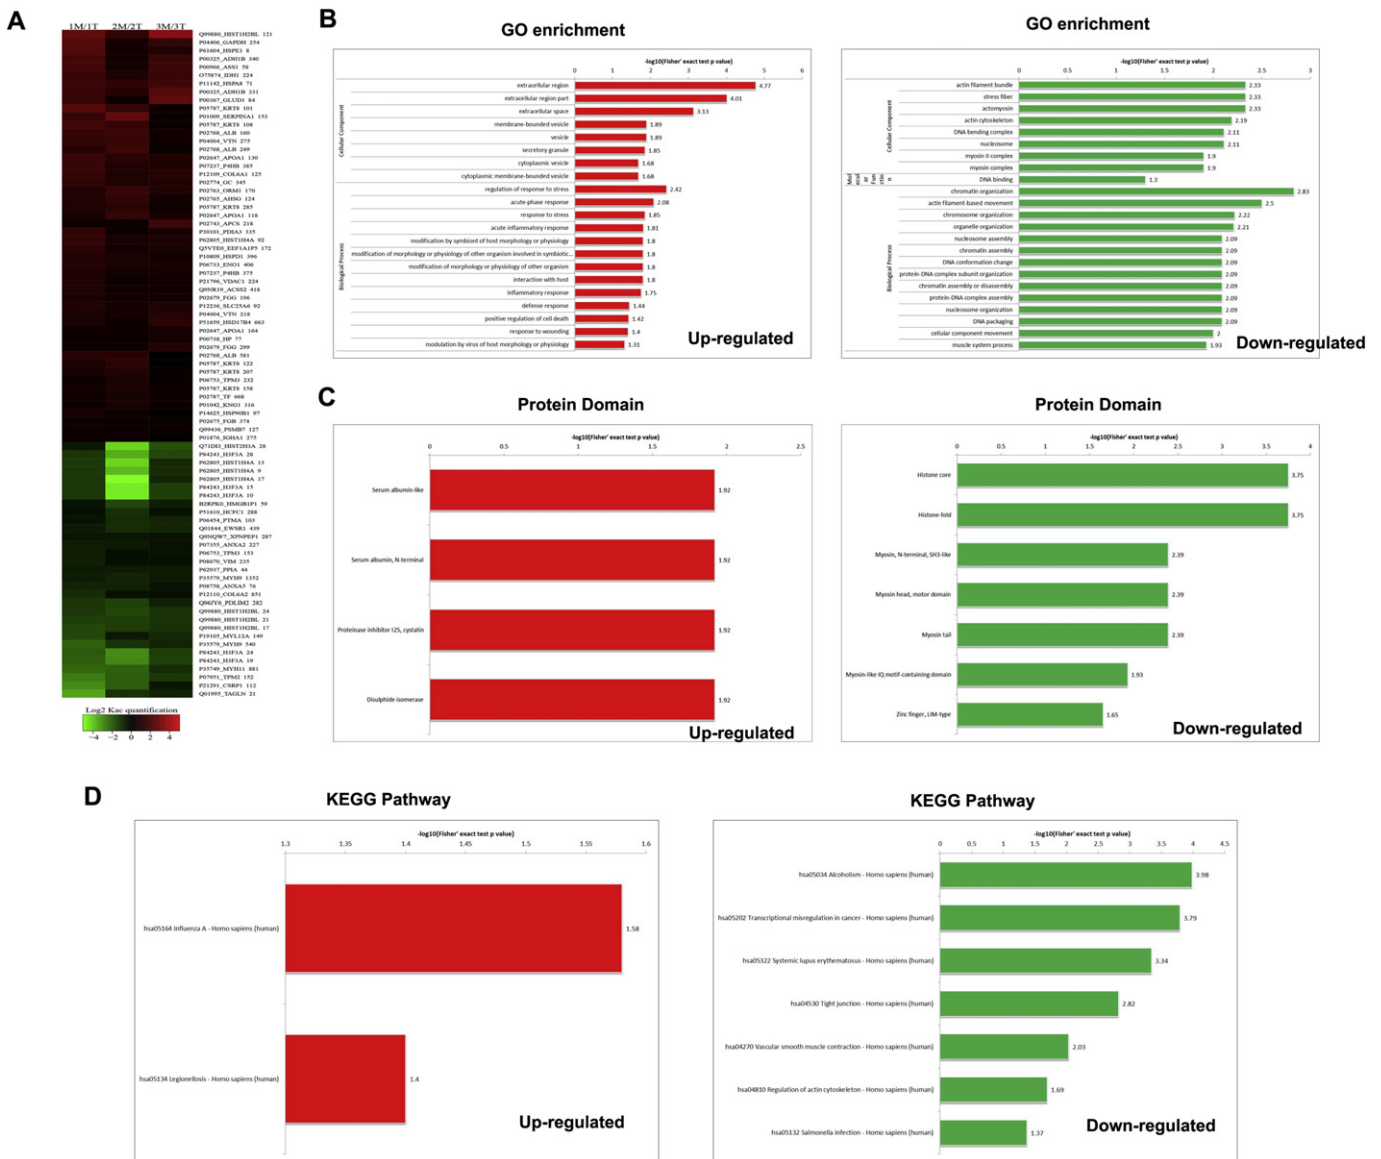 A
1M/1T 2M/2T 3M/3T
Q99880_HIST1H2BL 121
P04406_GAPDH 254
P61604_HSPE1 8
P00325_ADH1B 340
P00966_ASS1 58
O75874_IDH1 224
P11142_HSPA8 71
P00325_ADH1B 331
P00367_GLUD1 84
P05787_KRT8 101
P01009_SERPINA1 153
P05787_KRT8 108
P02768_ALB 160
P04004_VTN 275
P02768_ALB 249
P02647_APOA1 130
P07237_P4HB 385
P12109_COL6A1 125
P02774_GC 345
P02763_ORM1 170
P02765_AHSG 124
P05787_KRT8 285
P02647_APOA1 118
P02743_APCS 218
P30101_PDIA3 335
P62805_HIST1H4A 92
Q5VTE0_EEF1A1P5 172
P10809_HSPD1 396
P06733_ENO1 406
P07237_P4HB 375
P21796_VDAC1 224
Q9NR19_ACSS2 418
P02679_FGG 196
P12236_SLC25A6 92
P04004_VTN 218
P51659_HSD17B4 663
P02647_APOA1 164
P00738_HP 77
P02679_FGG 299
P02768_ALB 581
P05787_KRT8 122
P05787_KRT8 207
P06753_TPM3 232
P05787_KRT8 158
P02787_TF 668
P01042_KNG1 316
P14625_HSP90B1 97
P02675_FGB 374
Q99436_PSMB7 127
P01876_IGHA1 275
Q71DI3_HIST2H3A 28
P84243_H3F3A 28
P62805_HIST1H4A 13
P62805_HIST1H4A 9
P62805_HIST1H4A 17
P84243_H3F3A 15
P84243_H3F3A 10
B2RPK0_HMGB1P1 59
P51610_HCFC1 288
P06454_PTMA 103
Q01844_EWSR1 439
Q9NQW7_XPNPEP1 287
P07355_ANXA2 227
P06753_TPM3 153
P08670_VIM 235
P62937_PPIA 44
P35579_MYH9 1352
P08758_ANXA5 76
P12110_COL6A2 851
Q96JY6_PDLIM2 282
Q99880_HIST1H2BL 24
Q99880_HIST1H2BL 21
Q99880_HIST1H2BL 17
P19105_MYL12A 149
P35579_MYH9 540
P84243_H3F3A 24
P84243_H3F3A 19
P35749_MYH11 881
P07951_TPM2 152
P21291_CSRP1 112
Q01995_TAGLN 21
Log2 Kac quantification
−4 −2 0 2 4
B
GO enrichment
-log10(Fisher' exact test p value)
0 1 2 3 4 5 6
Cellular Component
extracellular region 4.77
extracellular region part 4.01
extracellular space 3.13
membrane-bounded vesicle 1.89
vesicle 1.89
secretory granule 1.85
cytoplasmic vesicle 1.68
cytoplasmic membrane-bounded vesicle 1.68
Biological Process
regulation of response to stress 2.42
acute-phase response 2.08
response to stress 1.85
acute inflammatory response 1.81
modification by symbiont of host morphology or physiology 1.8
modification of morphology or physiology of other organism involved in symbiotic... 1.8
modification of morphology or physiology of other organism 1.8
interaction with host 1.8
inflammatory response 1.75
defense response 1.44
positive regulation of cell death 1.42
response to wounding 1.4
modulation by virus of host morphology or physiology 1.31
Up-regulated
GO enrichment
-log10(Fisher' exact test p value)
0 0.5 1 1.5 2 2.5 3
Cellular Component
actin filament bundle 2.33
stress fiber 2.33
actomyosin 2.33
actin cytoskeleton 2.19
DNA bending complex 2.11
nucleosome 2.11
myosin II complex 1.9
myosin complex 1.9
Mol
ecul
ar
Fun
ctio
n
DNA binding 1.3
Biological Process
chromatin organization 2.83
actin filament-based movement 2.5
chromosome organization 2.22
organelle organization 2.21
nucleosome assembly 2.09
chromatin assembly 2.09
DNA conformation change 2.09
protein-DNA complex subunit organization 2.09
chromatin assembly or disassembly 2.09
protein-DNA complex assembly 2.09
nucleosome organization 2.09
DNA packaging 2.09
cellular component movement 2
muscle system process 1.93
Down-regulated
C
Protein Domain
-log10(Fisher' exact test p value)
0 0.5 1 1.5 2 2.5
Serum albumin-like 1.92
Serum albumin, N-terminal 1.92
Proteinase inhibitor I25, cystatin 1.92
Disulphide isomerase 1.92
Up-regulated
Protein Domain
-log10(Fisher' exact test p value)
0 0.5 1 1.5 2 2.5 3 3.5 4
Histone core 3.75
Histone-fold 3.75
Myosin, N-terminal, SH3-like 2.39
Myosin head, motor domain 2.39
Myosin tail 2.39
Myosin-like IQ motif-containing domain 1.93
Zinc finger, LIM-type 1.65
Down-regulated
D
KEGG Pathway
-log10(Fisher' exact test p value)
1.3 1.35 1.4 1.45 1.5 1.55 1.6
hsa05164 Influenza A - Homo sapiens (human) 1.58
hsa05134 Legionellosis - Homo sapiens (human) 1.4
Up-regulated
KEGG Pathway
-log10(Fisher' exact test p value)
0 0.5 1 1.5 2 2.5 3 3.5 4 4.5
hsa05034 Alcoholism - Homo sapiens (human) 3.98
hsa05202 Transcriptional misregulation in cancer - Homo sapiens (human) 3.79
hsa05322 Systemic lupus erythematosus - Homo sapiens (human) 3.34
hsa04530 Tight junction - Homo sapiens (human) 2.82
hsa04270 Vascular smooth muscle contraction - Homo sapiens (human) 2.03
hsa04810 Regulation of actin cytoskeleton - Homo sapiens (human) 1.69
hsa05132 Salmonella infection - Homo sapiens (human) 1.37
Down-regulated